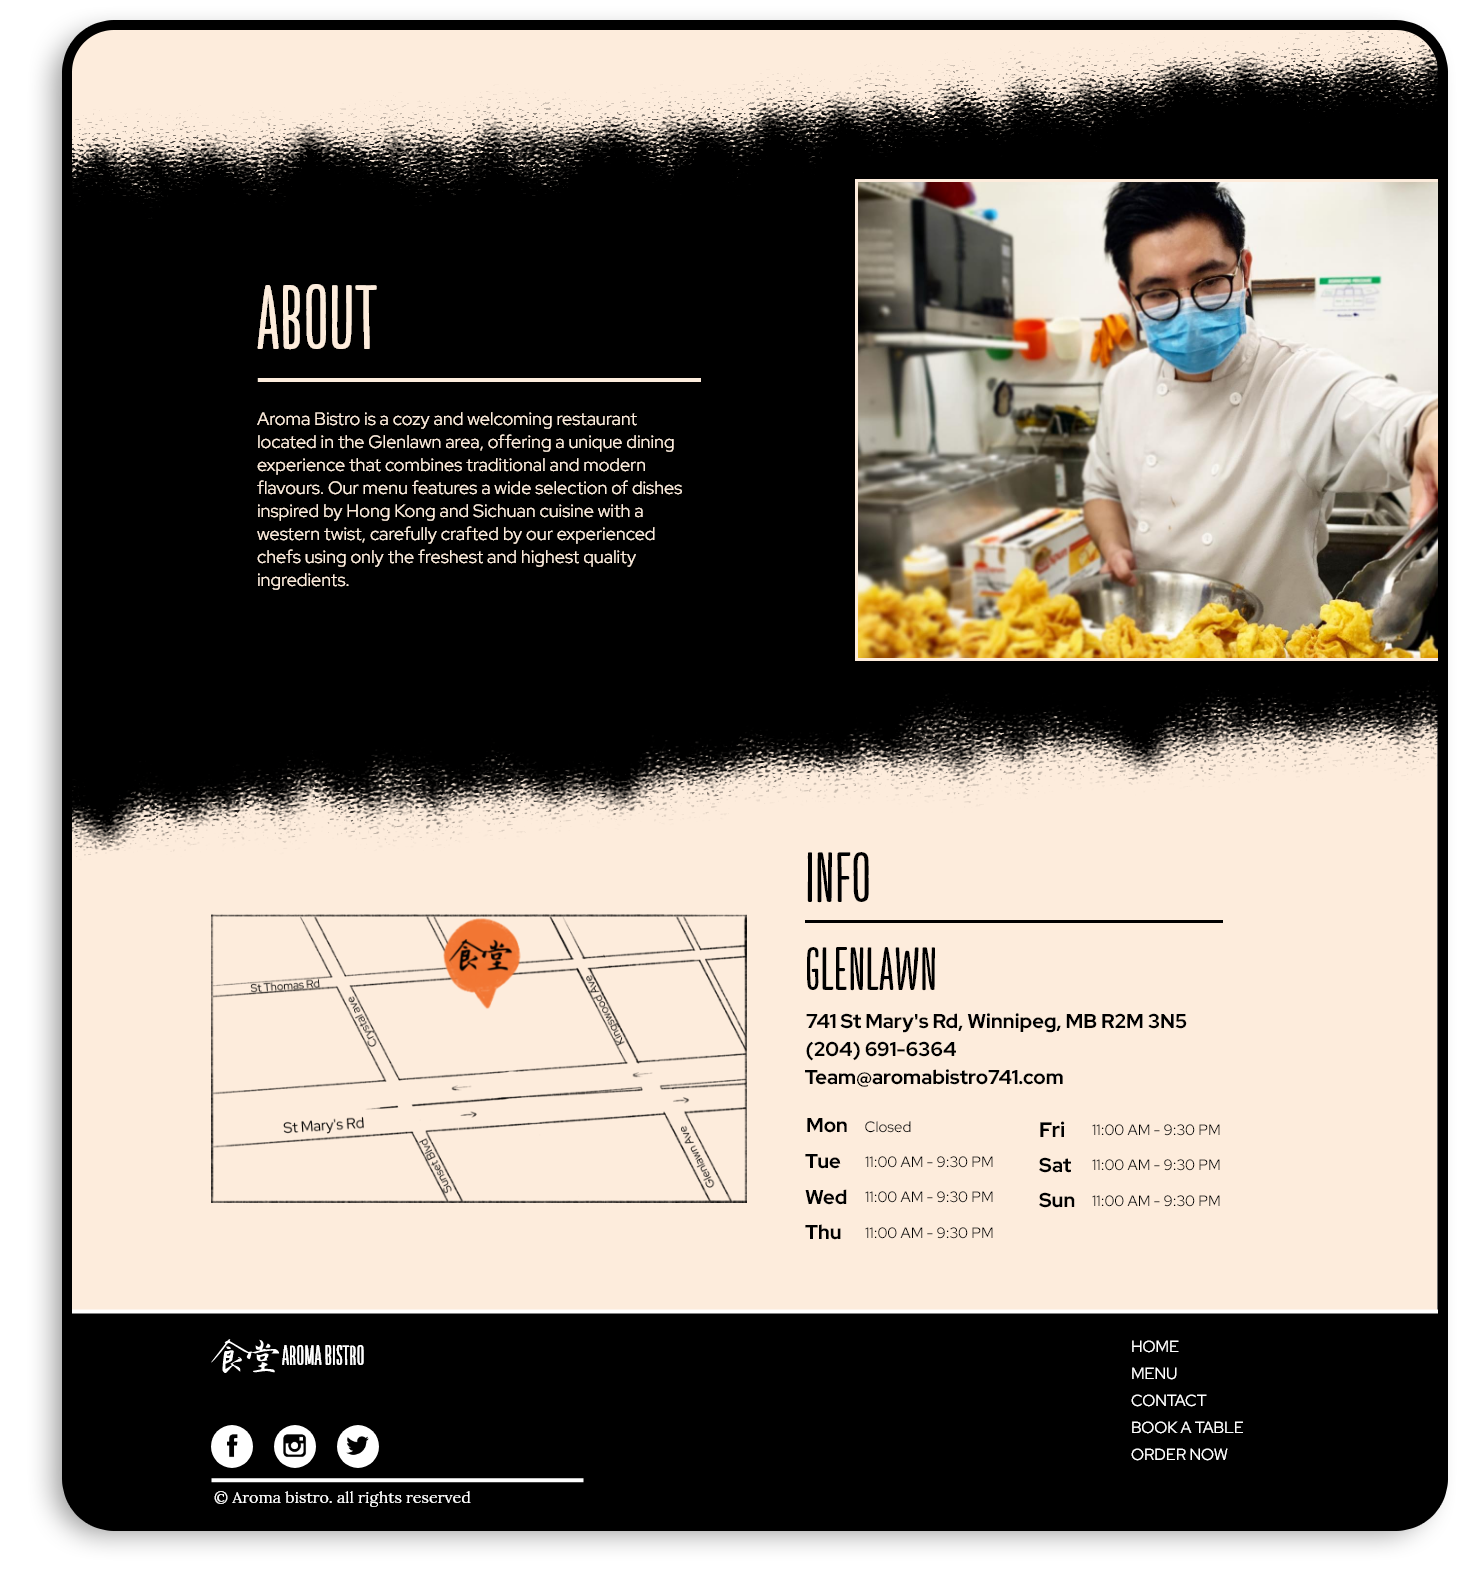 ABOUT
Aroma Bistro is a cozy and welcoming restaurant
located in the Glenlawn area, offering a unique dining
experience that combines traditional and modern
flavours. Our menu features a wide selection of dishes
inspired by Hong Kong and Sichuan cuisine with a
western twist, carefully crafted by our experienced
chefs using only the freshest and highest quality
ingredients.
食堂
St Thomas Rd
Crystal ave
Kingswood Ave
St Mary's Rd
Sunset Blvd
Glenlawn Ave
INFO
GLENLAWN
741 St Mary's Rd, Winnipeg, MB R2M 3N5
(204) 691-6364
Team@aromabistro741.com
Mon Closed
Tue 11:00 AM - 9:30 PM
Wed 11:00 AM - 9:30 PM
Thu 11:00 AM - 9:30 PM
Fri 11:00 AM - 9:30 PM
Sat 11:00 AM - 9:30 PM
Sun 11:00 AM - 9:30 PM
食堂 AROMA BISTRO
© Aroma bistro. all rights reserved
HOME
MENU
CONTACT
BOOK A TABLE
ORDER NOW